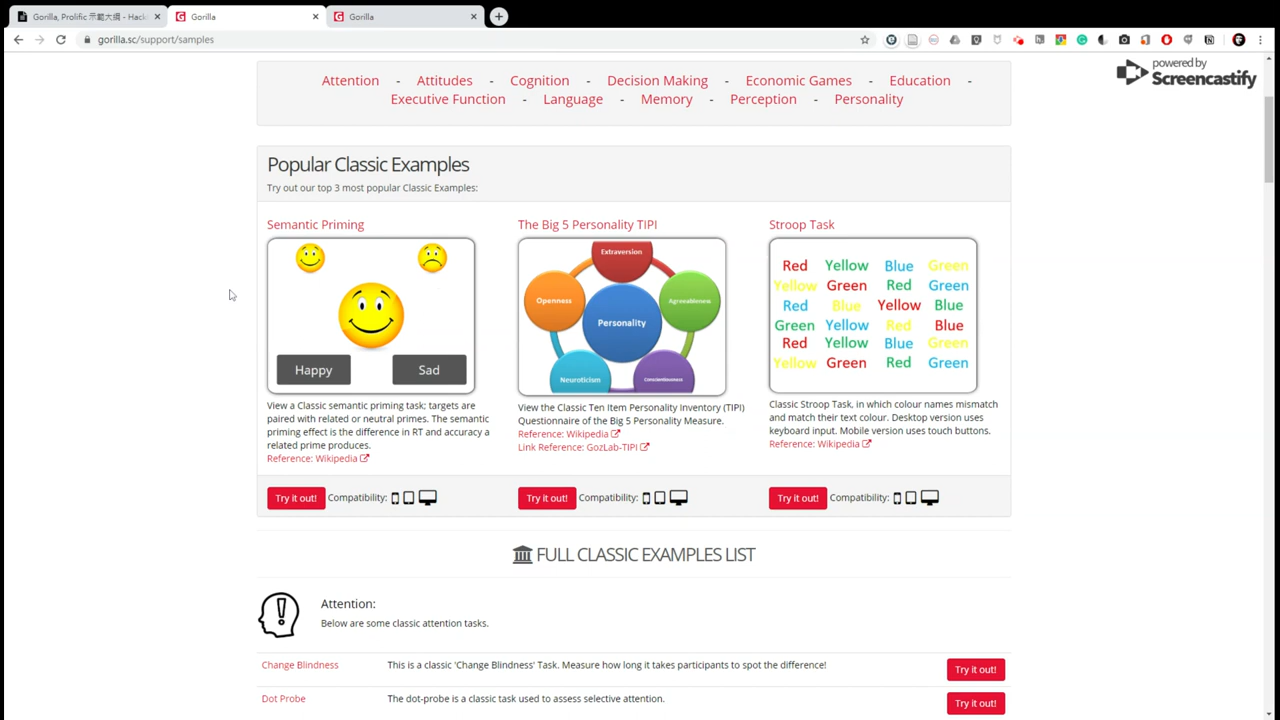 Gorilla, Prolific 示範大綱 - Hack
Gorilla
Gorilla
gorilla.sc/support/samples
powered by
Screencastify
Attention - Attitudes - Cognition - Decision Making - Economic Games - Education -
Executive Function - Language - Memory - Perception - Personality
Popular Classic Examples
Try out our top 3 most popular Classic Examples:
Semantic Priming
Happy
Sad
View a Classic semantic priming task; targets are
paired with related or neutral primes. The semantic
priming effect is the difference in RT and accuracy a
related prime produces.
Reference: Wikipedia
Try it out! Compatibility:
The Big 5 Personality TIPI
Extraversion
Openness
Agreeableness
Personality
Neuroticism
Conscientiousness
View the Classic Ten Item Personality Inventory (TIPI)
Questionnaire of the Big 5 Personality Measure.
Reference: Wikipedia
Link Reference: GozLab-TIPI
Try it out! Compatibility:
Stroop Task
Red Yellow Blue Green
Yellow Green Red Green
Red Blue Yellow Blue
Green Yellow Red Blue
Red Yellow Blue Green
Yellow Green Red Green
Classic Stroop Task, in which colour names mismatch
and match their text colour. Desktop version uses
keyboard input. Mobile version uses touch buttons.
Reference: Wikipedia
Try it out! Compatibility:
FULL CLASSIC EXAMPLES LIST
Attention:
Below are some classic attention tasks.
Change Blindness This is a classic 'Change Blindness' Task. Measure how long it takes participants to spot the difference! Try it out!
Dot Probe The dot-probe is a classic task used to assess selective attention. Try it out!